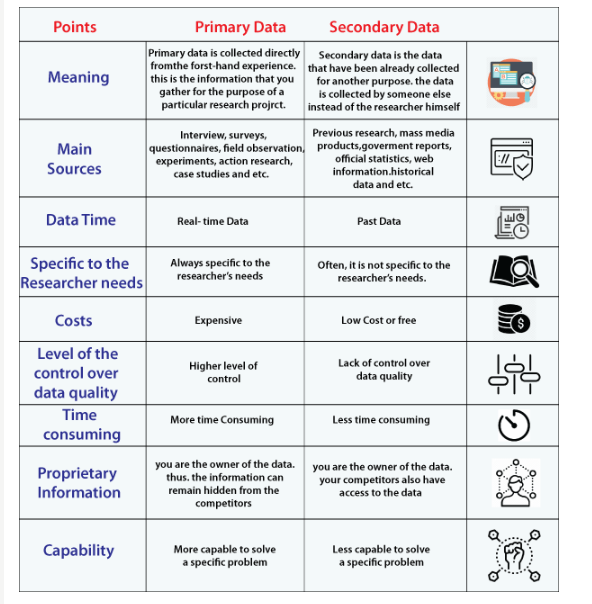 Points Primary Data Secondary Data
Meaning
Primary data is collected directly
fromthe forst-hand experience.
this is the information that you
gather for the purpose of a
particular research projrct.
Secondary data is the data
that have been already collected
for another purpose. the data
is collected by someone else
instead of the researcher himself
Main
Sources
Interview, surveys,
questionnaires, field observation,
experiments, action research,
case studies and etc.
Previous research, mass media
products,goverment reports,
official statistics, web
information.historical
data and etc.
Data Time
Real- time Data
Past Data
Specific to the
Researcher needs
Always specific to the
researcher's needs
Often, it is not specific to the
researcher's needs.
Costs
Expensive
Low Cost or free
Level of the
control over
data quality
Higher level of
control
Lack of control over
data quality
Time
consuming
More time Consuming
Less time consuming
Proprietary
Information
you are the owner of the data.
thus. the information can
remain hidden from the
competitors
you are the owner of the data.
your competitors also have
access to the data
Capability
More capable to solve
a specific problem
Less capable to solve
a specific problem